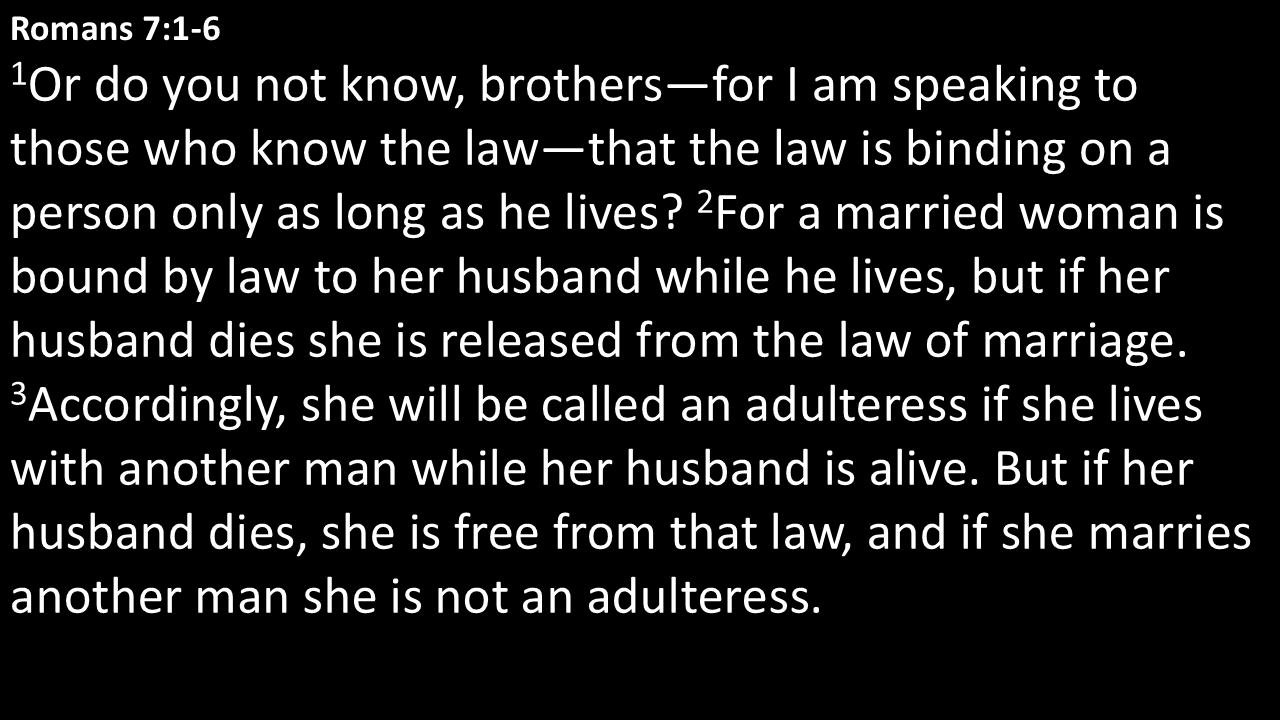 Romans 7:1-6
1Or do you not know, brothers—for I am speaking to
those who know the law—that the law is binding on a
person only as long as he lives? 2For a married woman is
bound by law to her husband while he lives, but if her
husband dies she is released from the law of marriage.
3Accordingly, she will be called an adulteress if she lives
with another man while her husband is alive. But if her
husband dies, she is free from that law, and if she marries
another man she is not an adulteress.